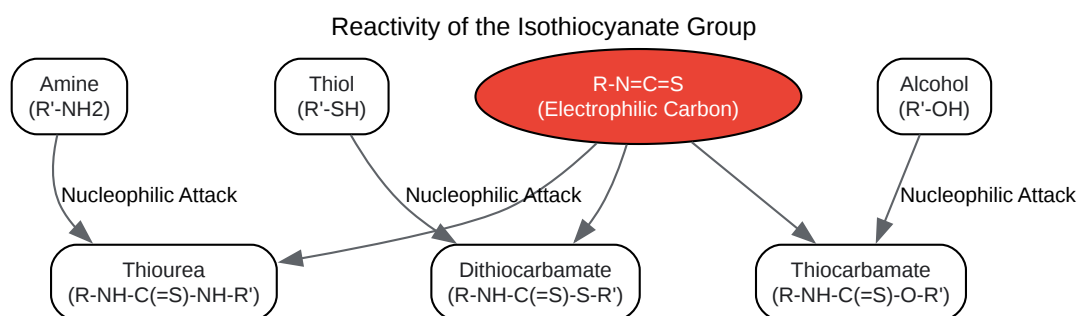 Reactivity of the Isothiocyanate Group
Amine
(R'-NH2)
Thiol
(R'-SH)
R-N=C=S
(Electrophilic Carbon)
Alcohol
(R'-OH)
Nucleophilic Attack
Nucleophilic Attack
Nucleophilic Attack
Thiourea
(R-NH-C(=S)-NH-R')
Dithiocarbamate
(R-NH-C(=S)-S-R')
Thiocarbamate
(R-NH-C(=S)-O-R')